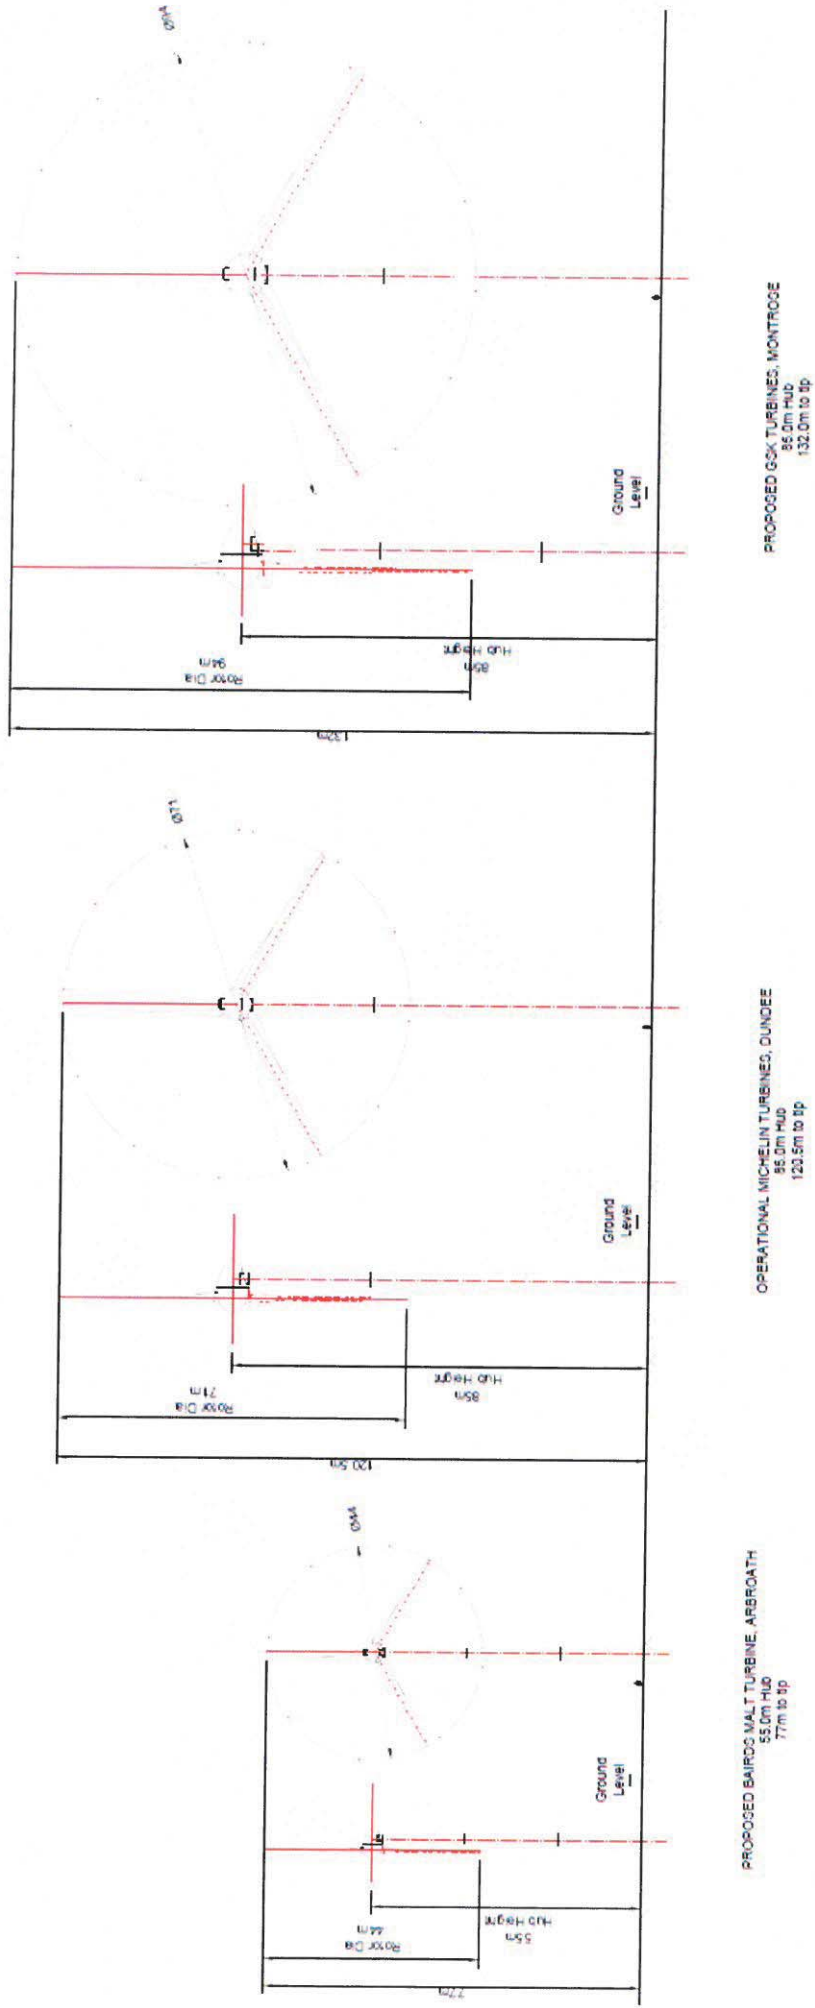 77m
Rotor Dia
44m
55m
Hub Height
Ø44
Ground
Level
PROPOSED BAIRDS MALT TURBINE, ARBROATH
55.0m Hub
77m to tip
120.5m
Rotor Dia
71m
85m
Hub Height
Ø71
Ground
Level
OPERATIONAL MICHELIN TURBINES, DUNDEE
85.0m Hub
120.5m to tip
132m
Rotor Dia
94m
85m
Hub Height
Ground
Level
PROPOSED GSK TURBINES, MONTROSE
85.0m Hub
132.0m to tip